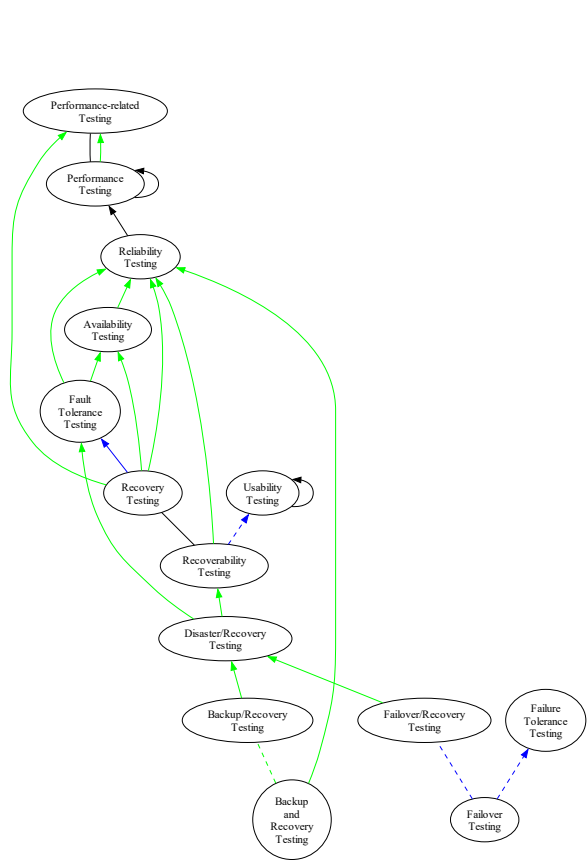 Performance-related
Testing
Performance
Testing
Reliability
Testing
Availability
Testing
Fault
Tolerance
Testing
Recovery
Testing
Usability
Testing
Recoverability
Testing
Disaster/Recovery
Testing
Backup/Recovery
Testing
Failover/Recovery
Testing
Failure
Tolerance
Testing
Backup
and
Recovery
Testing
Failover
Testing